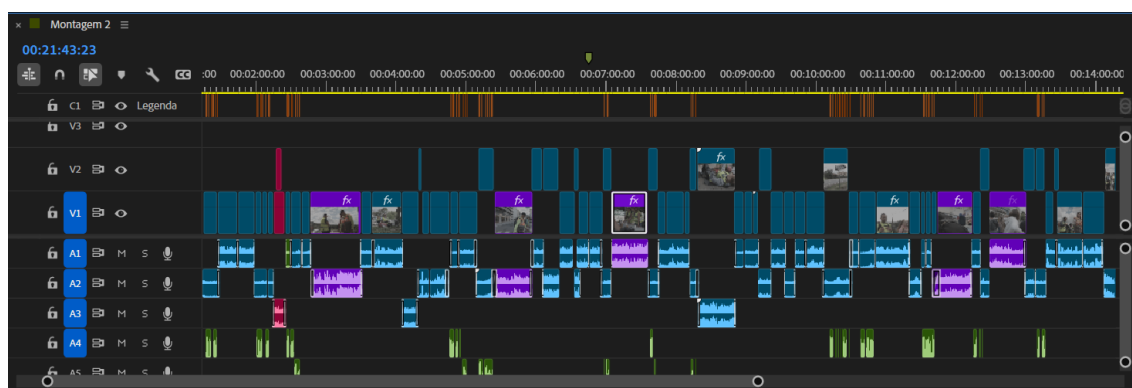 × Montagem 2
00:21:43:23
CC :00 00:02:00:00 00:03:00:00 00:04:00:00 00:05:00:00 00:06:00:00 00:07:00:00 00:08:00:00 00:09:00:00 00:10:00:00 00:11:00:00 00:12:00:00 00:13:00:00 00:14:00:00
C1 Legenda
V3
V2 fx
V1 fx fx fx fx fx fx fx
A1 M S
A2 M S
A3 M S
A4 M S
A5 M S